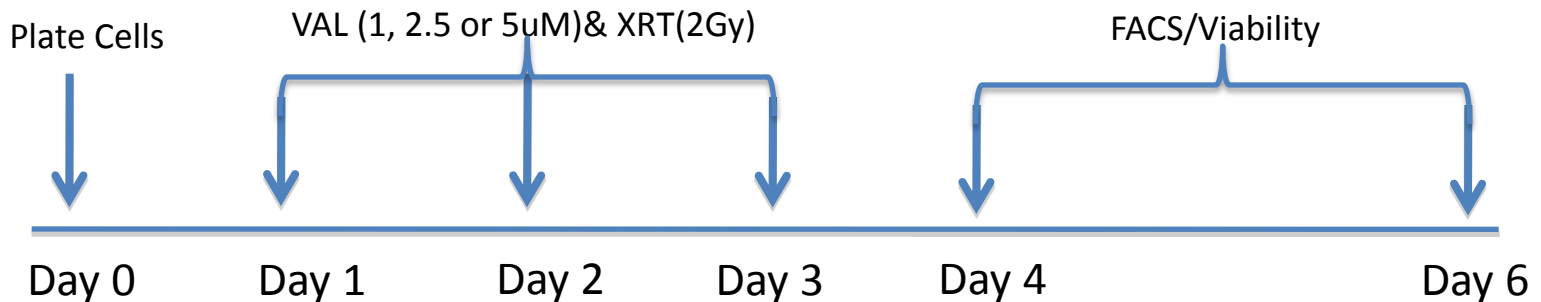 Plate Cells
VAL (1, 2.5 or 5uM)& XRT(2Gy)
FACS/Viability
Day 0
Day 1
Day 2
Day 3
Day 4
Day 6